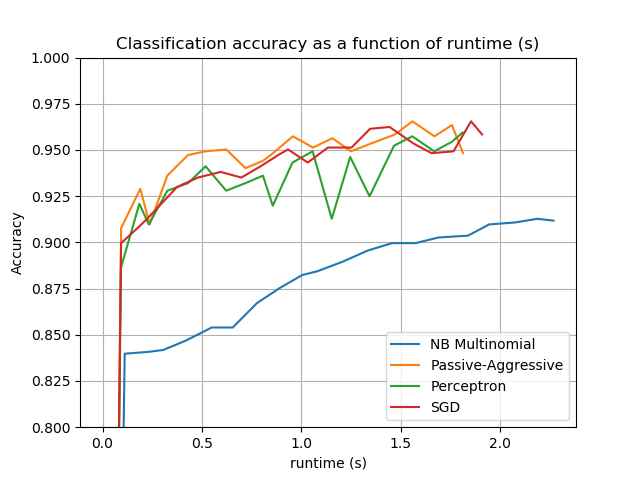 Classification accuracy as a function of runtime (s)
1.000
0.975
0.950
0.925
0.900
0.875
0.850
0.825
0.800
Accuracy
NB Multinomial
Passive-Aggressive
Perceptron
SGD
0.0 0.5 1.0 1.5 2.0
runtime (s)